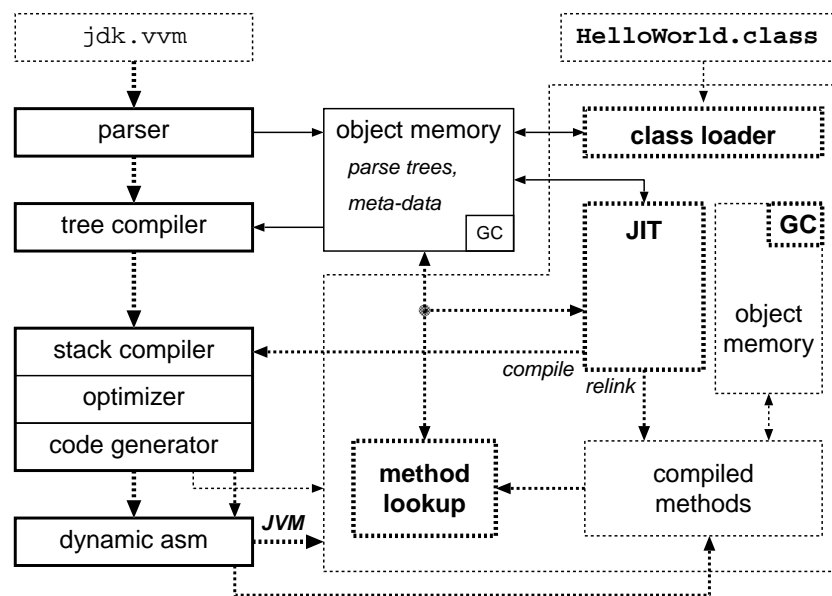 jdk.vvm
HelloWorld.class
parser
object memory
parse trees,
meta-data
GC
class loader
tree compiler
JIT
GC
object
memory
stack compiler
optimizer
code generator
compile
relink
method
lookup
compiled
methods
JVM
dynamic asm